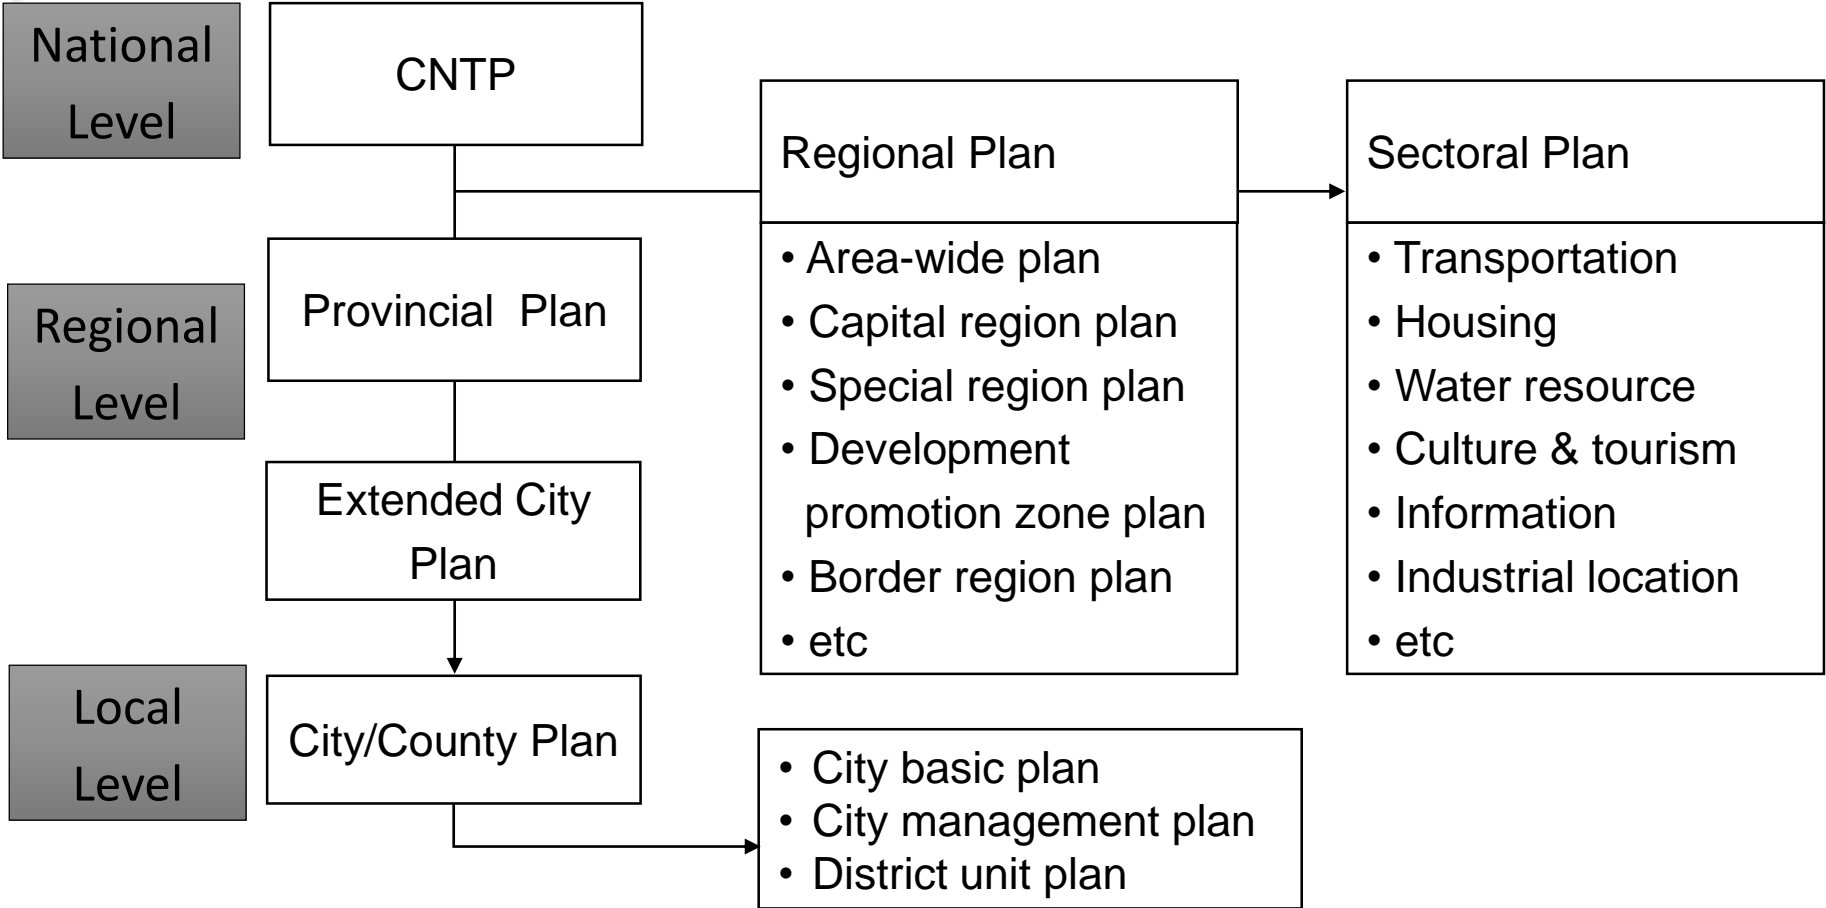 National
Level
CNTP
Regional Plan
Sectoral Plan
• Area-wide plan
• Capital region plan
• Special region plan
• Development
promotion zone plan
• Border region plan
• etc
• Transportation
• Housing
• Water resource
• Culture & tourism
• Information
• Industrial location
• etc
Regional
Level
Provincial Plan
Extended City
Plan
Local
Level
City/County Plan
• City basic plan
• City management plan
• District unit plan